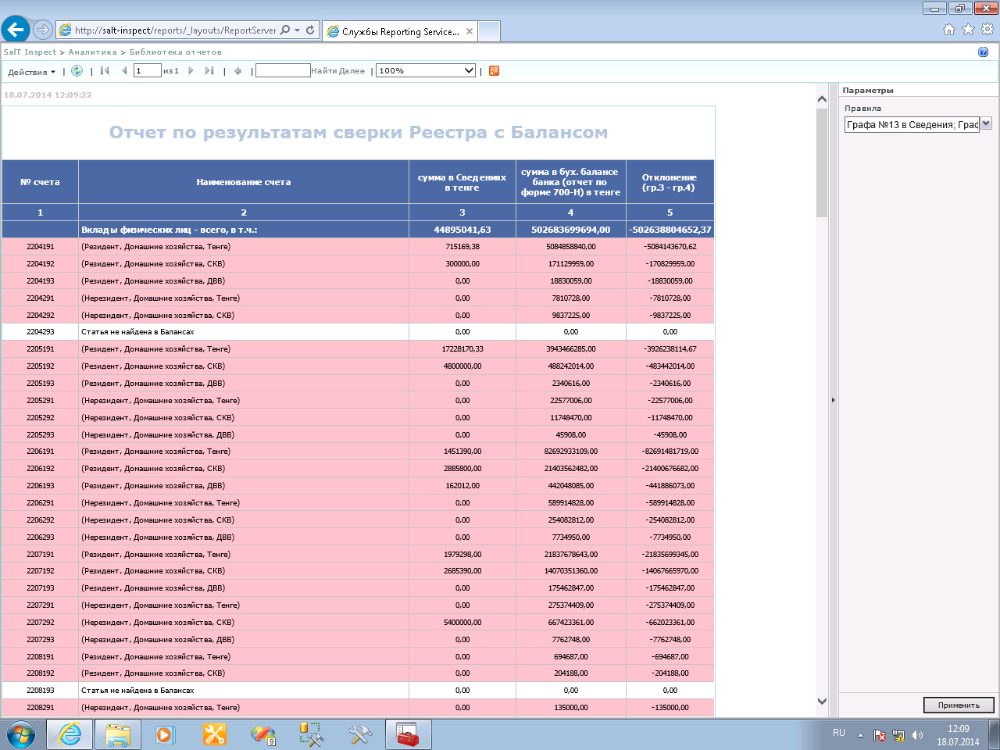 http://salt-inspect/reports/_layouts/ReportServer
Службы Reporting Service...
SalT Inspect > Аналитика > Библиотека отчетов
Действия 1 из 1 Найти Далее 100%
18.07.2014 12:09:22
Параметры
Правила
Графа №13 в Сведения; Граф
Отчет по результатам сверки Реестра с Балансом
№ счета Наименование счета сумма в Сведениях в тенге сумма в бух. балансе банка (отчет по форме 700-Н) в тенге Отклонение (гр.3 - гр.4)
1 2 3 4 5
Вклады физических лиц - всего, в т.ч.: 44895041,63 502683699694,00 -502638804652,37
2204191 (Резидент, Домашние хозяйства, Тенге) 715169,38 5084858840,00 -5084143670,62
2204192 (Резидент, Домашние хозяйства, СКВ) 300000,00 171129959,00 -170829959,00
2204193 (Резидент, Домашние хозяйства, ДВВ) 0,00 18830059,00 -18830059,00
2204291 (Нерезидент, Домашние хозяйства, Тенге) 0,00 7810728,00 -7810728,00
2204292 (Нерезидент, Домашние хозяйства, СКВ) 0,00 9837225,00 -9837225,00
2204293 Статья не найдена в Балансах 0,00 0,00 0,00
2205191 (Резидент, Домашние хозяйства, Тенге) 17228170,33 3943466285,00 -3926238114,67
2205192 (Резидент, Домашние хозяйства, СКВ) 4800000,00 488242014,00 -483442014,00
2205193 (Резидент, Домашние хозяйства, ДВВ) 0,00 2340616,00 -2340616,00
2205291 (Нерезидент, Домашние хозяйства, Тенге) 0,00 22577006,00 -22577006,00
2205292 (Нерезидент, Домашние хозяйства, СКВ) 0,00 11748470,00 -11748470,00
2205293 (Нерезидент, Домашние хозяйства, ДВВ) 0,00 45908,00 -45908,00
2206191 (Резидент, Домашние хозяйства, Тенге) 1451390,00 82692933109,00 -82691481719,00
2206192 (Резидент, Домашние хозяйства, СКВ) 2885800,00 21403562482,00 -21400676682,00
2206193 (Резидент, Домашние хозяйства, ДВВ) 162012,00 442048085,00 -441886073,00
2206291 (Нерезидент, Домашние хозяйства, Тенге) 0,00 589914828,00 -589914828,00
2206292 (Нерезидент, Домашние хозяйства, СКВ) 0,00 254082812,00 -254082812,00
2206293 (Нерезидент, Домашние хозяйства, ДВВ) 0,00 7734950,00 -7734950,00
2207191 (Резидент, Домашние хозяйства, Тенге) 1979298,00 21837678643,00 -21835699345,00
2207192 (Резидент, Домашние хозяйства, СКВ) 2685390,00 14070351360,00 -14067665970,00
2207193 (Резидент, Домашние хозяйства, ДВВ) 0,00 175462847,00 -175462847,00
2207291 (Нерезидент, Домашние хозяйства, Тенге) 0,00 275374409,00 -275374409,00
2207292 (Нерезидент, Домашние хозяйства, СКВ) 5400000,00 667423361,00 -662023361,00
2207293 (Нерезидент, Домашние хозяйства, ДВВ) 0,00 7762748,00 -7762748,00
2208191 (Резидент, Домашние хозяйства, Тенге) 0,00 694687,00 -694687,00
2208192 (Резидент, Домашние хозяйства, СКВ) 0,00 204188,00 -204188,00
2208193 Статья не найдена в Балансах 0,00 0,00 0,00
2208291 (Нерезидент, Домашние хозяйства, Тенге) 0,00 135000,00 -135000,00
Применить
RU 12:09
18.07.2014